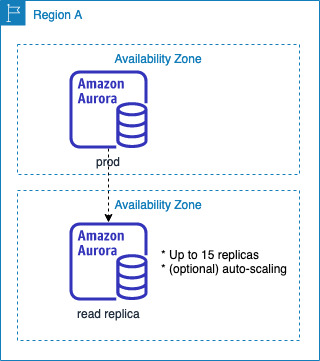 Region A
Availability Zone
Amazon
Aurora
prod
Availability Zone
Amazon
Aurora
* Up to 15 replicas
* (optional) auto-scaling
read replica